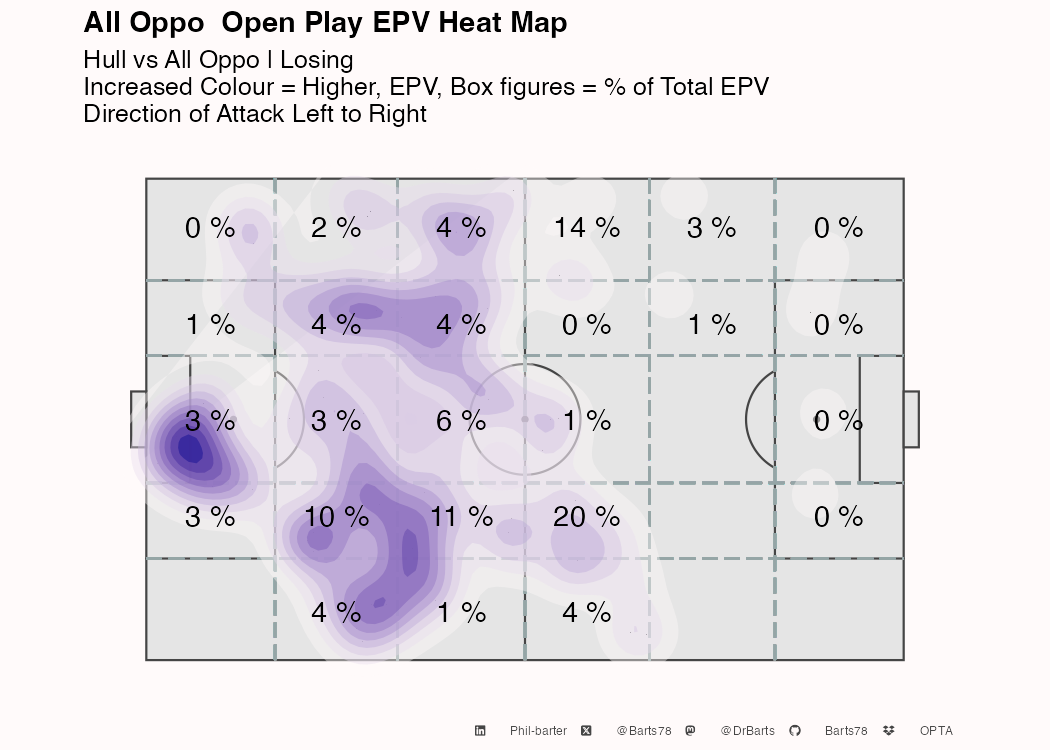 All Oppo  Open Play EPV Heat Map
Hull vs All Oppo | Losing
Increased Colour = Higher, EPV, Box figures = % of Total EPV
Direction of Attack Left to Right
0 % 2 % 4 % 14 % 3 % 0 %
1 % 4 % 4 % 0 % 1 % 0 %
3 % 3 % 6 % 1 % 0 %
3 % 10 % 11 % 20 % 0 %
4 % 1 % 4 %
Phil-barter @Barts78 @DrBarts Barts78 OPTA